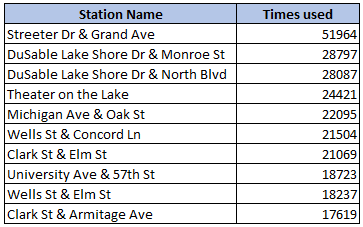 Station Name Times used
Streeter Dr & Grand Ave 51964
DuSable Lake Shore Dr & Monroe St 28797
DuSable Lake Shore Dr & North Blvd 28087
Theater on the Lake 24421
Michigan Ave & Oak St 22095
Wells St & Concord Ln 21504
Clark St & Elm St 21069
University Ave & 57th St 18723
Wells St & Elm St 18237
Clark St & Armitage Ave 17619